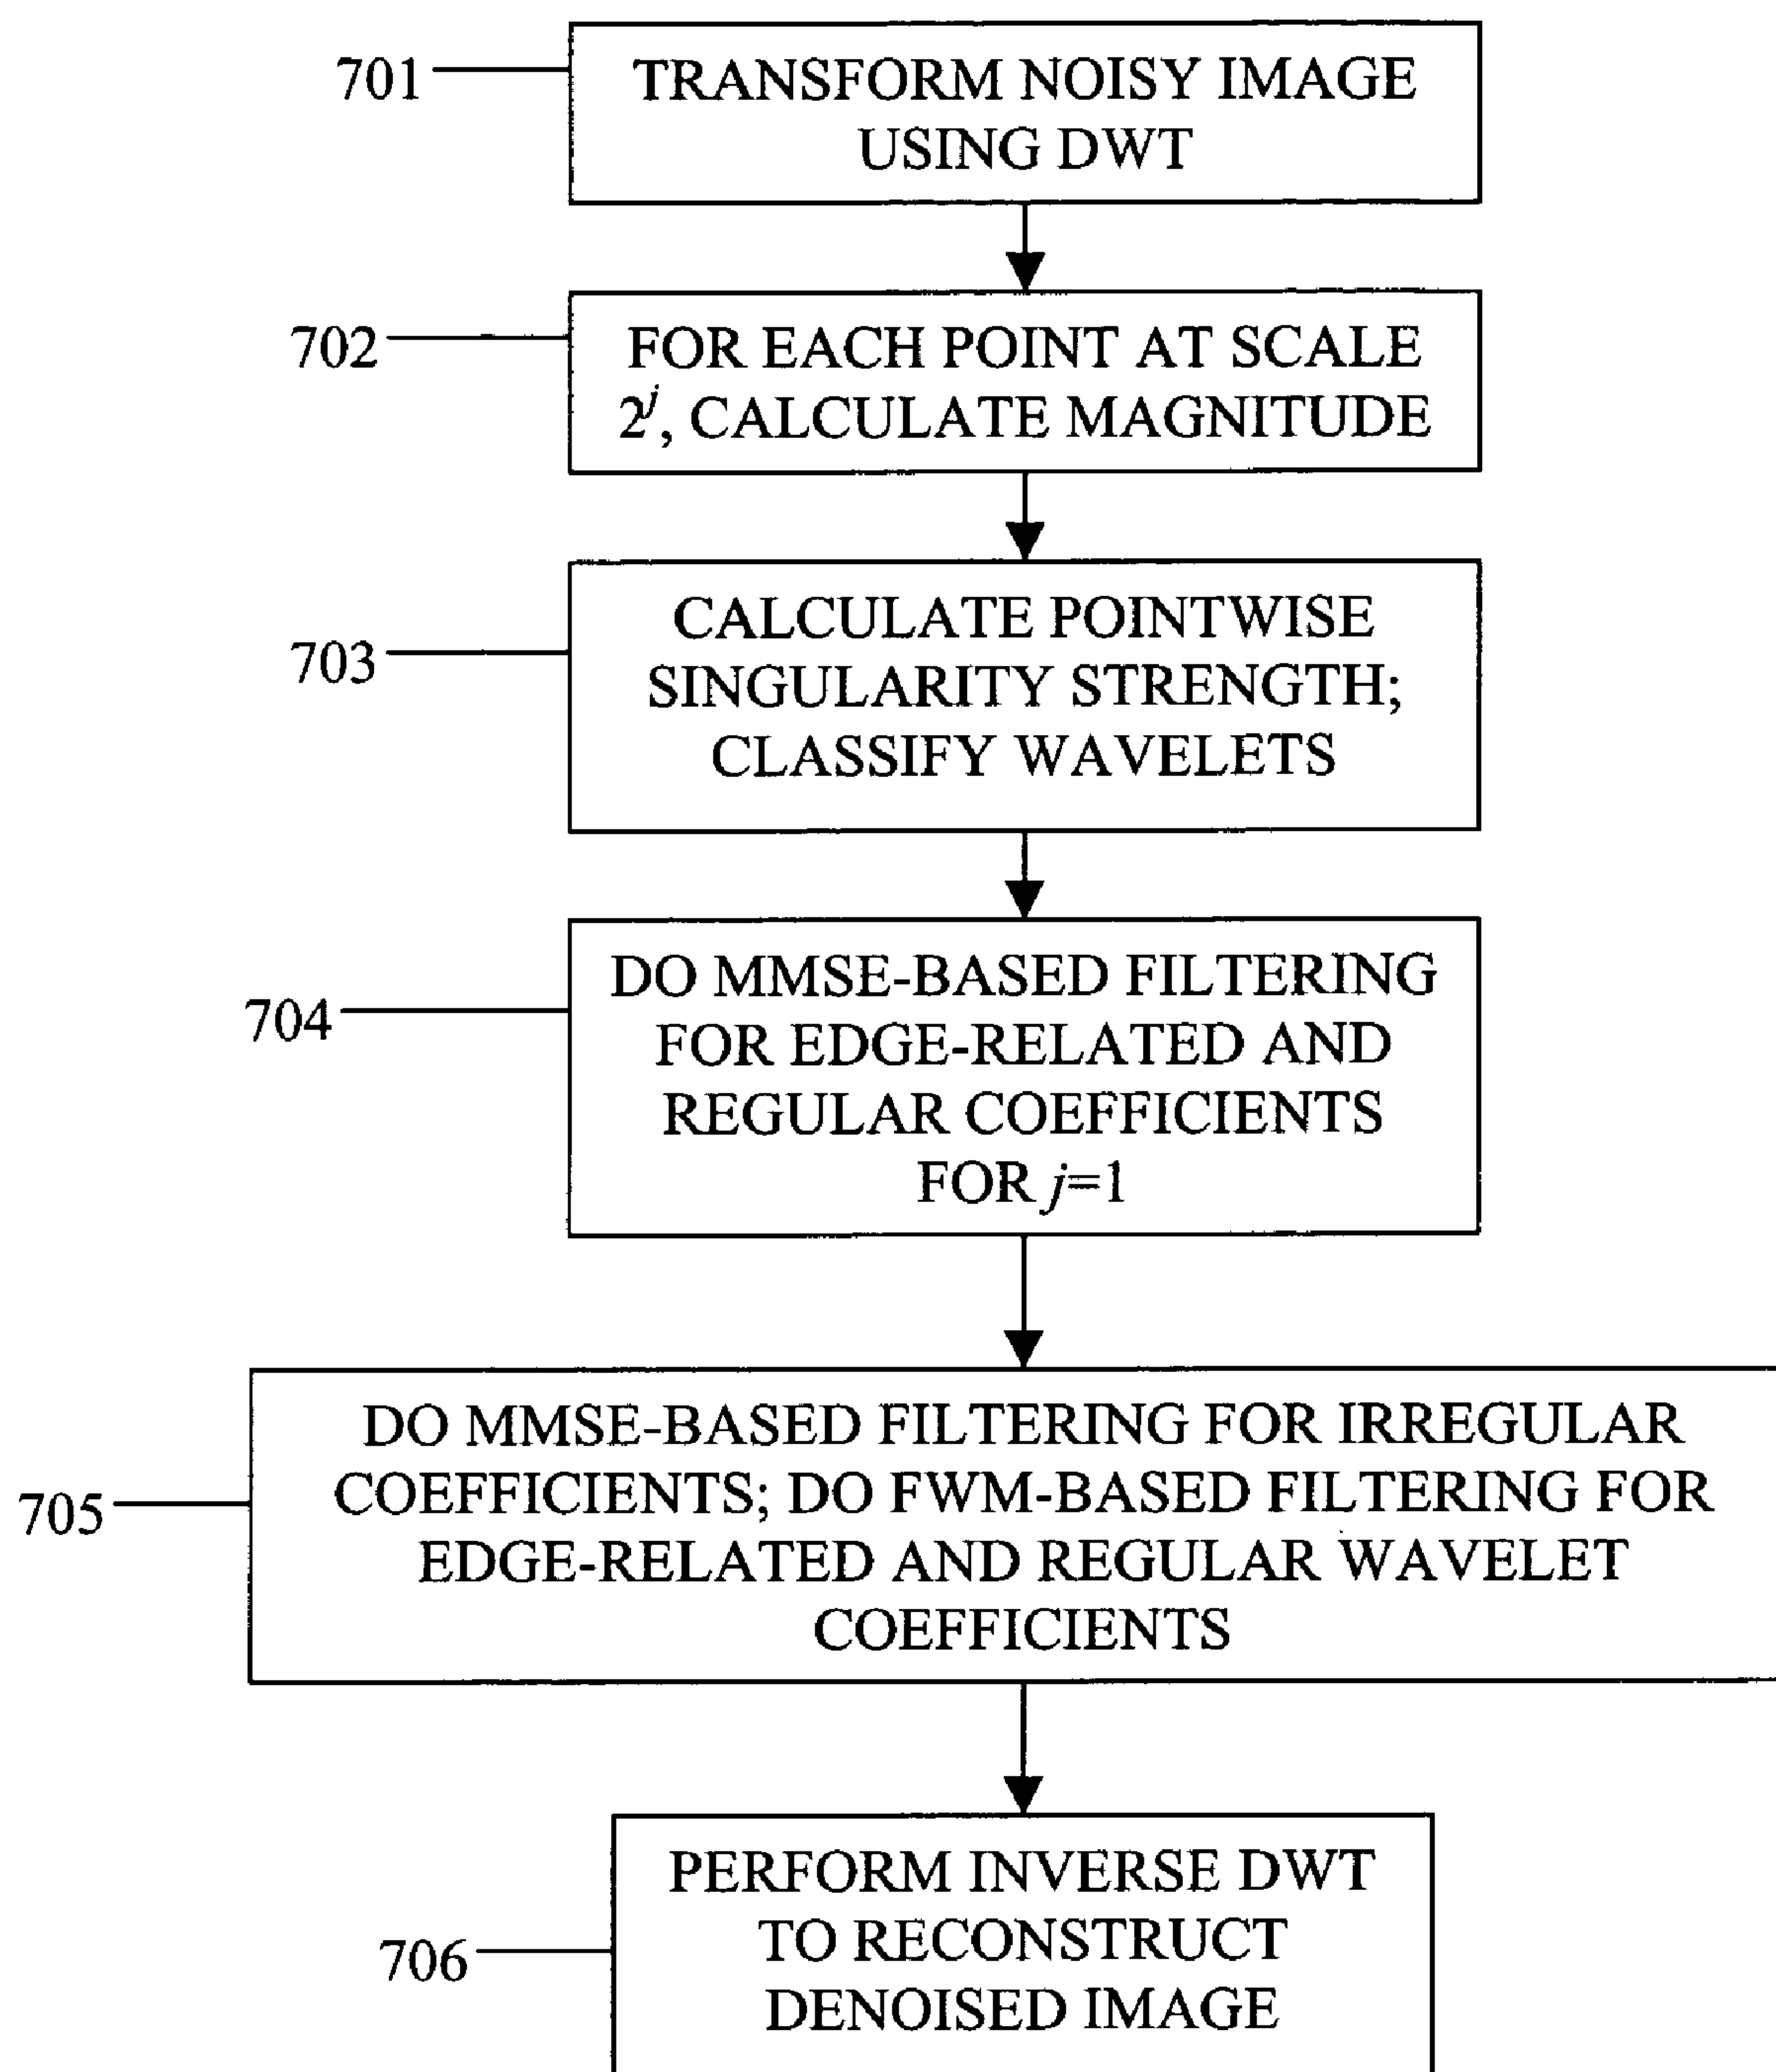 701
TRANSFORM NOISY IMAGE
USING DWT
702
FOR EACH POINT AT SCALE
2^j, CALCULATE MAGNITUDE
703
CALCULATE POINTWISE
SINGULARITY STRENGTH;
CLASSIFY WAVELETS
704
DO MMSE-BASED FILTERING
FOR EDGE-RELATED AND
REGULAR COEFFICIENTS
FOR j=1
705
DO MMSE-BASED FILTERING FOR IRREGULAR
COEFFICIENTS; DO FWM-BASED FILTERING FOR
EDGE-RELATED AND REGULAR WAVELET
COEFFICIENTS
706
PERFORM INVERSE DWT
TO RECONSTRUCT
DENOISED IMAGE